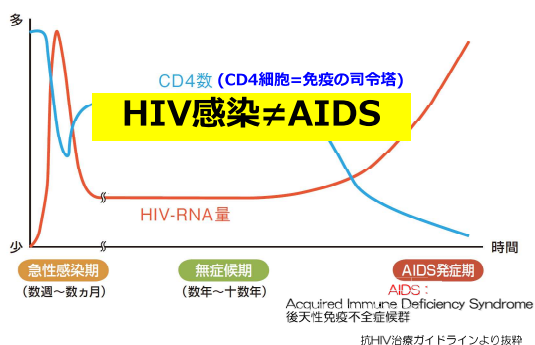 多
CD4数 (CD4細胞=免疫の司令塔)
HIV感染≠AIDS
HIV-RNA量
少
時間
急性感染期 無症候期 AIDS発症期
(数週～数ヵ月) (数年～十数年) AIDS：
Acquired Immune Deficiency Syndrome
後天性免疫不全症候群
抗HIV治療ガイドラインより抜粋